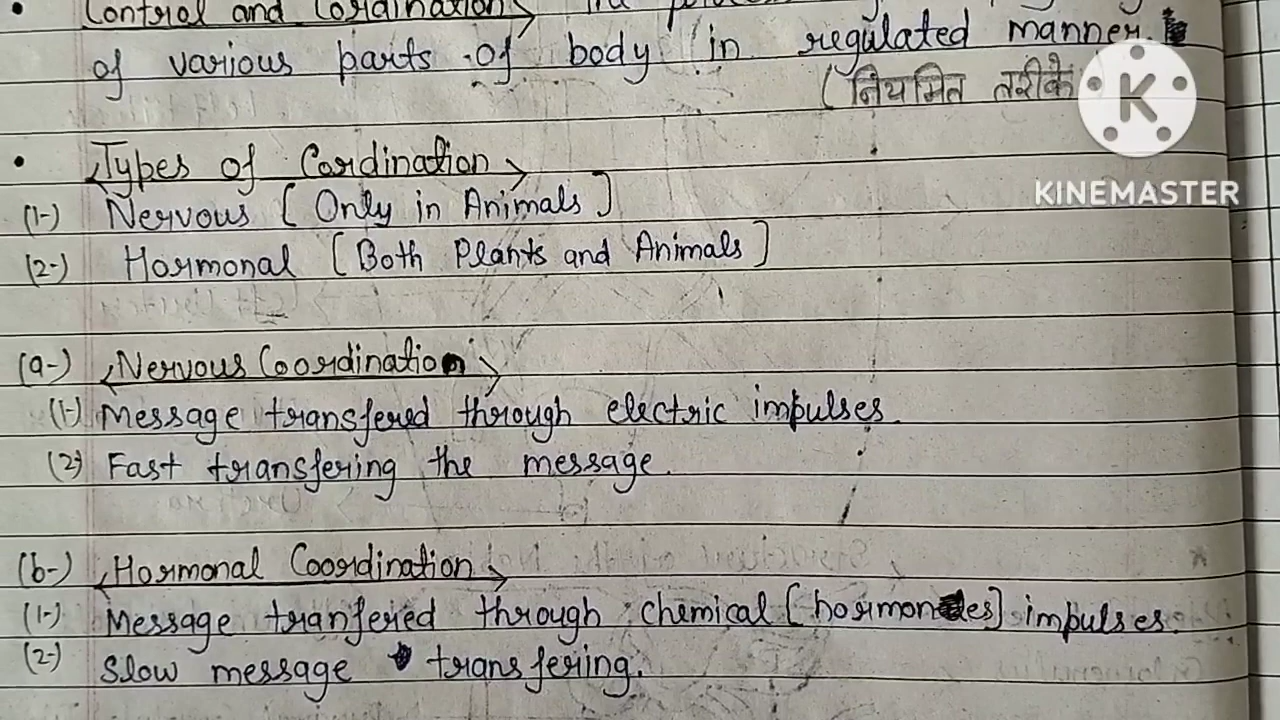 Control and Cordination
of various parts of body in regulated manner.
(नियमित तरीके
Types of Cordination
(1-) Nervous [Only in Animals]
(2-) Hormonal [Both Plants and Animals]
(a-) Nervous Coordination
(1-) Message transfered through electric impulses.
(2-) Fast transfering the message.
(b-) Hormonal Coordination
(1-) Message tranfered through chemical [hormones] impulses.
(2-) Slow message transfering.
K
KINEMASTER